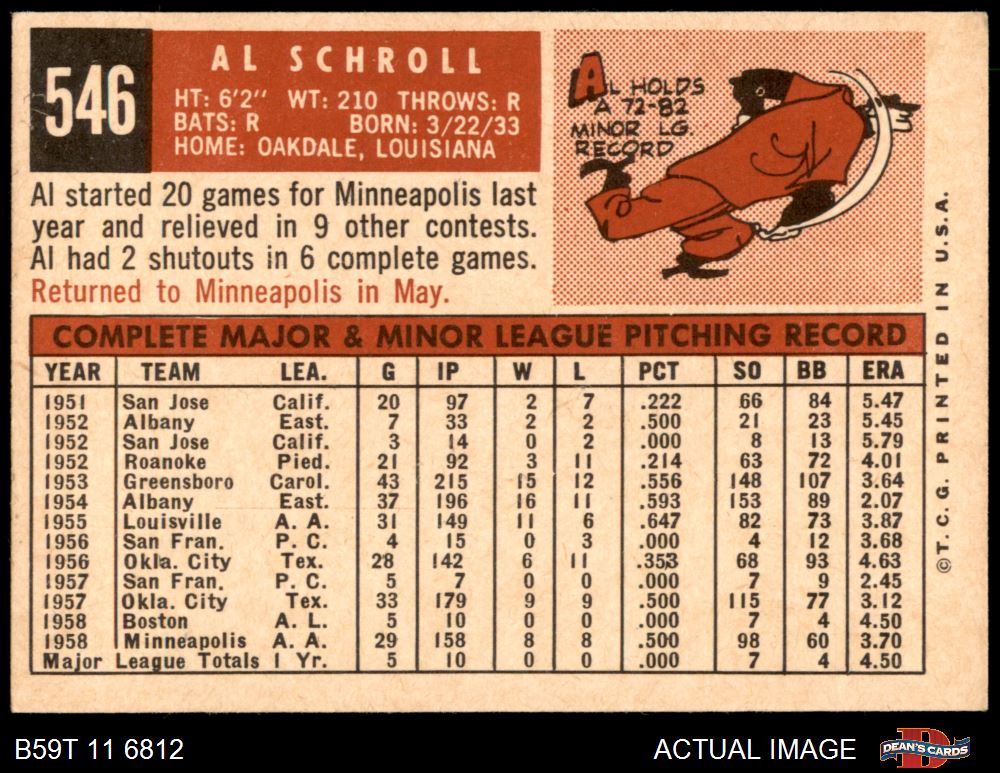 546
AL SCHROLL
HT: 6'2" WT: 210 THROWS: R
BATS: R BORN: 3/22/33
HOME: OAKDALE, LOUISIANA
AL HOLDS
A 72-82
MINOR LG.
RECORD
Al started 20 games for Minneapolis last
year and relieved in 9 other contests.
Al had 2 shutouts in 6 complete games.
Returned to Minneapolis in May.
COMPLETE MAJOR & MINOR LEAGUE PITCHING RECORD
YEAR TEAM LEA. G IP W L PCT SO BB ERA
1951 San Jose Calif. 20 97 2 7 .222 66 84 5.47
1952 Albany East. 7 33 2 2 .500 21 23 5.45
1952 San Jose Calif. 3 14 0 2 .000 8 13 5.79
1952 Roanoke Pied. 21 92 3 11 .214 63 72 4.01
1953 Greensboro Carol. 43 215 15 12 .556 148 107 3.64
1954 Albany East. 37 196 16 11 .593 153 89 2.07
1955 Louisville A. A. 31 149 11 6 .647 82 73 3.87
1956 San Fran. P. C. 4 15 0 3 .000 4 12 3.68
1956 Okla. City Tex. 28 142 6 11 .353 68 93 4.63
1957 San Fran. P. C. 5 7 0 0 .000 7 9 2.45
1957 Okla. City Tex. 33 179 9 9 .500 115 77 3.12
1958 Boston A. L. 5 10 0 0 .000 7 4 4.50
1958 Minneapolis A. A. 29 158 8 8 .500 98 60 3.70
Major League Totals 1 Yr. 5 10 0 0 .000 7 4 4.50
©T.C.G. PRINTED IN U.S.A.
B59T 11 6812
ACTUAL IMAGE
DEAN'S CARDS